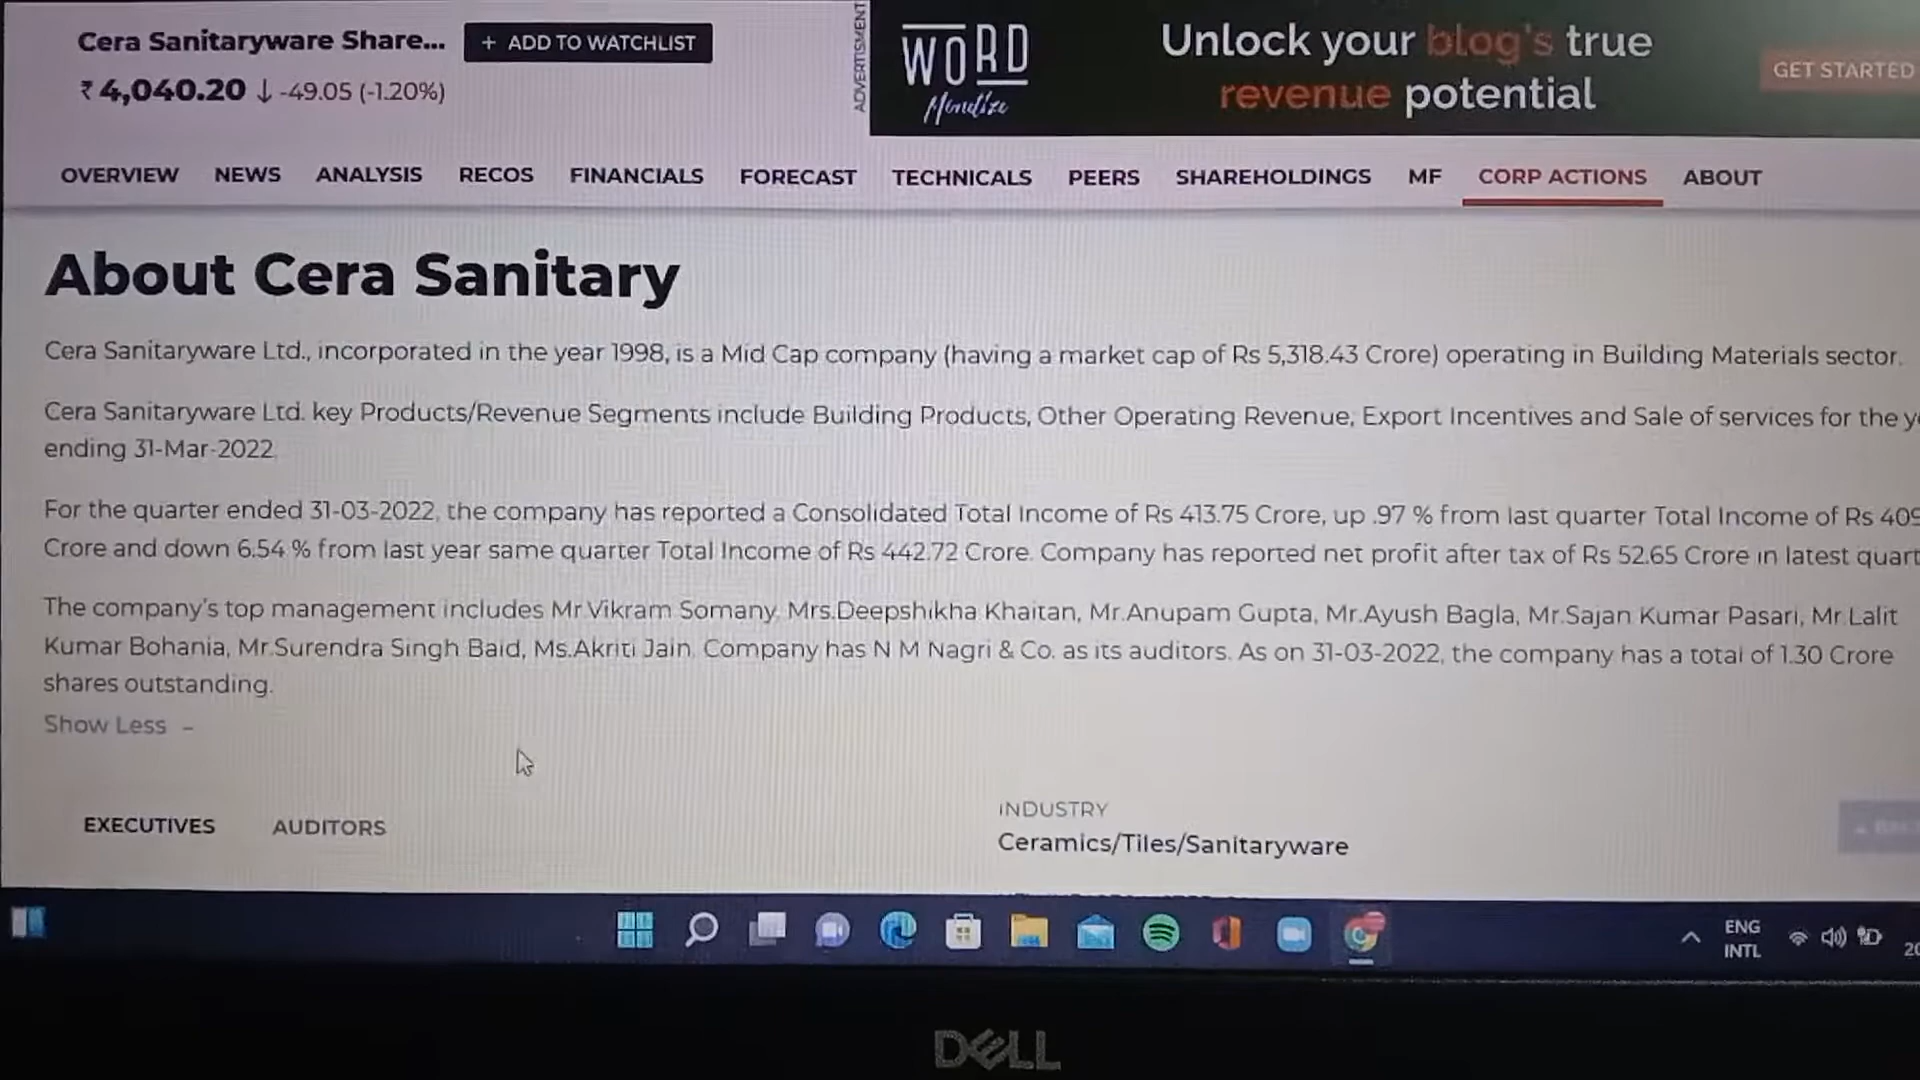 Cera Sanitaryware Share...
+ ADD TO WATCHLIST
₹ 4,040.20 ↓ -49.05 (-1.20%)
ADVERTISMENT
WORD
Monetize
Unlock your blog's true
revenue potential
GET STARTED
OVERVIEW NEWS ANALYSIS RECOS FINANCIALS FORECAST TECHNICALS PEERS SHAREHOLDINGS MF CORP ACTIONS ABOUT
About Cera Sanitary
Cera Sanitaryware Ltd., incorporated in the year 1998, is a Mid Cap company (having a market cap of Rs 5,318.43 Crore) operating in Building Materials sector.
Cera Sanitaryware Ltd. key Products/Revenue Segments include Building Products, Other Operating Revenue, Export Incentives and Sale of services for the
ending 31-Mar-2022.
For the quarter ended 31-03-2022, the company has reported a Consolidated Total Income of Rs 413.75 Crore, up .97 % from last quarter Total Income of Rs 409
Crore and down 6.54 % from last year same quarter Total Income of Rs 442.72 Crore. Company has reported net profit after tax of Rs 52.65 Crore in latest quart
The company's top management includes Mr.Vikram Somany, Mrs.Deepshikha Khaitan, Mr.Anupam Gupta, Mr.Ayush Bagla, Mr.Sajan Kumar Pasari, Mr.Lalit
Kumar Bohania, Mr.Surendra Singh Baid, Ms.Akriti Jain. Company has N M Nagri & Co. as its auditors. As on 31-03-2022, the company has a total of 1.30 Crore
shares outstanding.
Show Less -
EXECUTIVES AUDITORS
INDUSTRY
Ceramics/Tiles/Sanitaryware
ENG
INTL
20
DELL